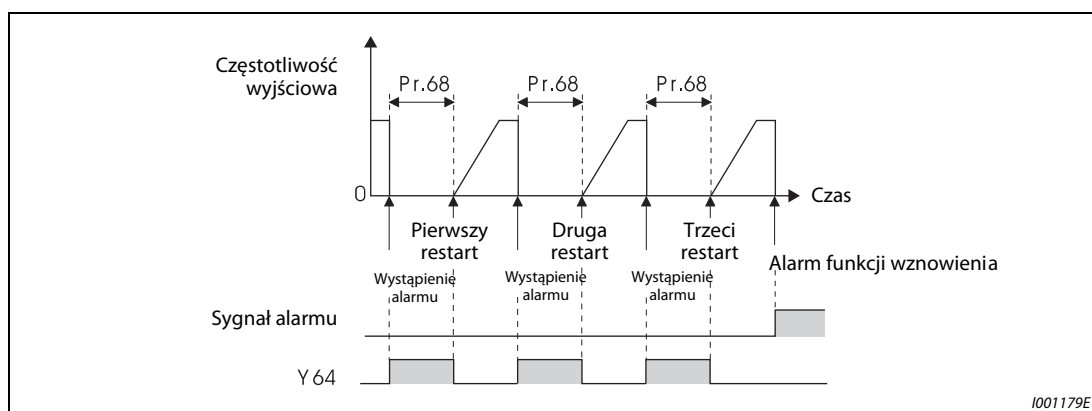 Częstotliwość
wyjściowa
Pr.68
Pr.68
Pr.68
0
Czas
Pierwszy
restart
Druga
restart
Trzeci
restart
Alarm funkcji wznowienia
Wystąpienie
alarmu
Wystąpienie
alarmu
Wystąpienie
alarmu
Sygnał alarmu
Y64
I001179E